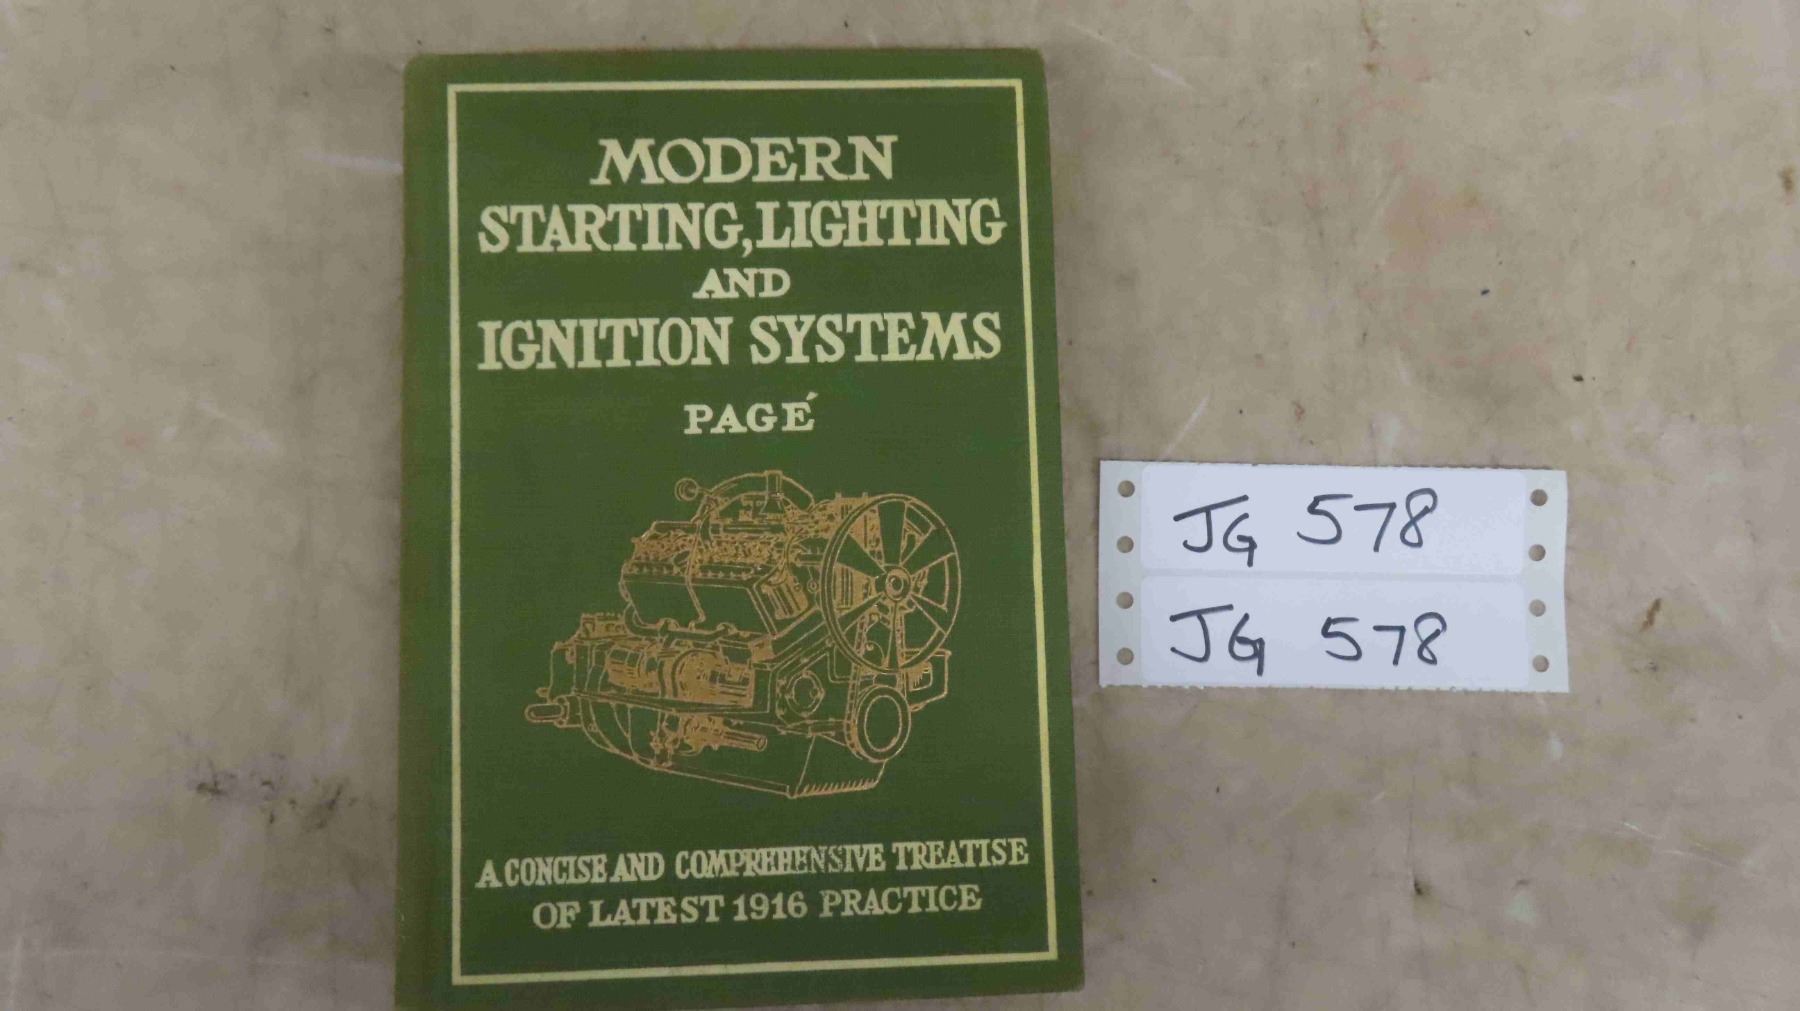 MODERN
STARTING, LIGHTING
AND
IGNITION SYSTEMS
PAGÉ
A CONCISE AND COMPREHENSIVE TREATISE
OF LATEST 1916 PRACTICE
JG 578
JG 578